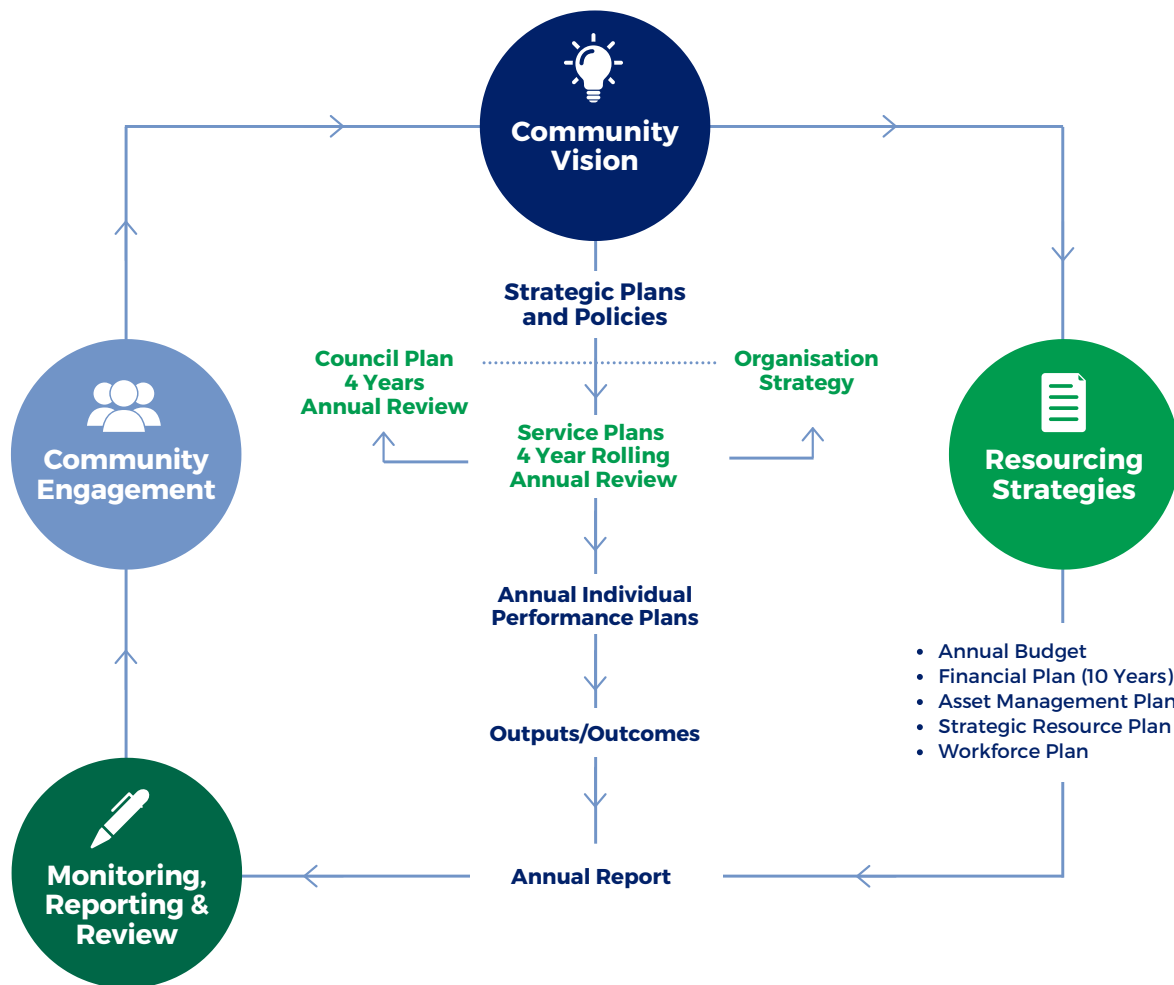 Community
Vision
Strategic Plans
and Policies
Council Plan
4 Years
Annual Review
Organisation
Strategy
Service Plans
4 Year Rolling
Annual Review
Community
Engagement
Resourcing
Strategies
Annual Individual
Performance Plans
• Annual Budget
• Financial Plan (10 Years)
• Asset Management Plan
• Strategic Resource Plan
• Workforce Plan
Outputs/Outcomes
Monitoring,
Reporting &
Review
Annual Report